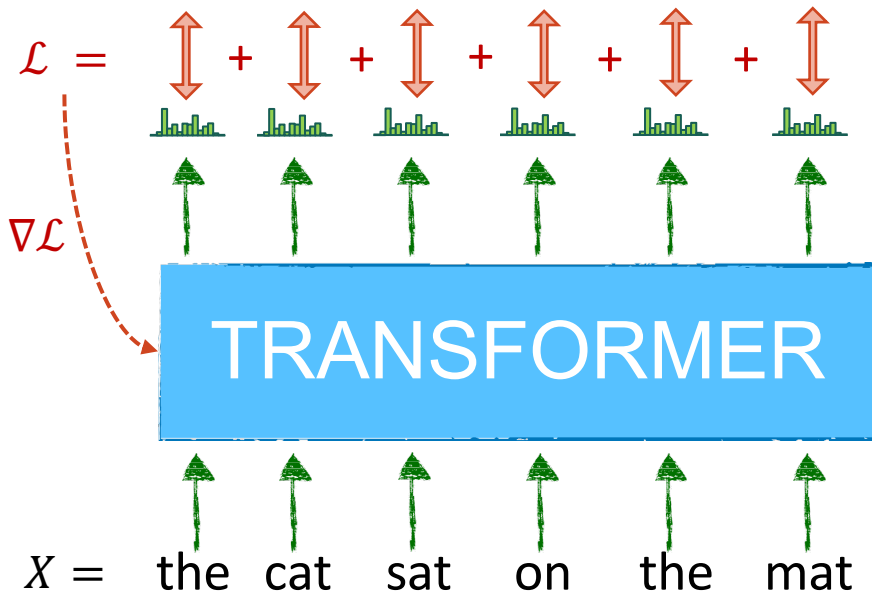 ℒ = + + + + +
∇ℒ
TRANSFORMER
X = the cat sat on the mat